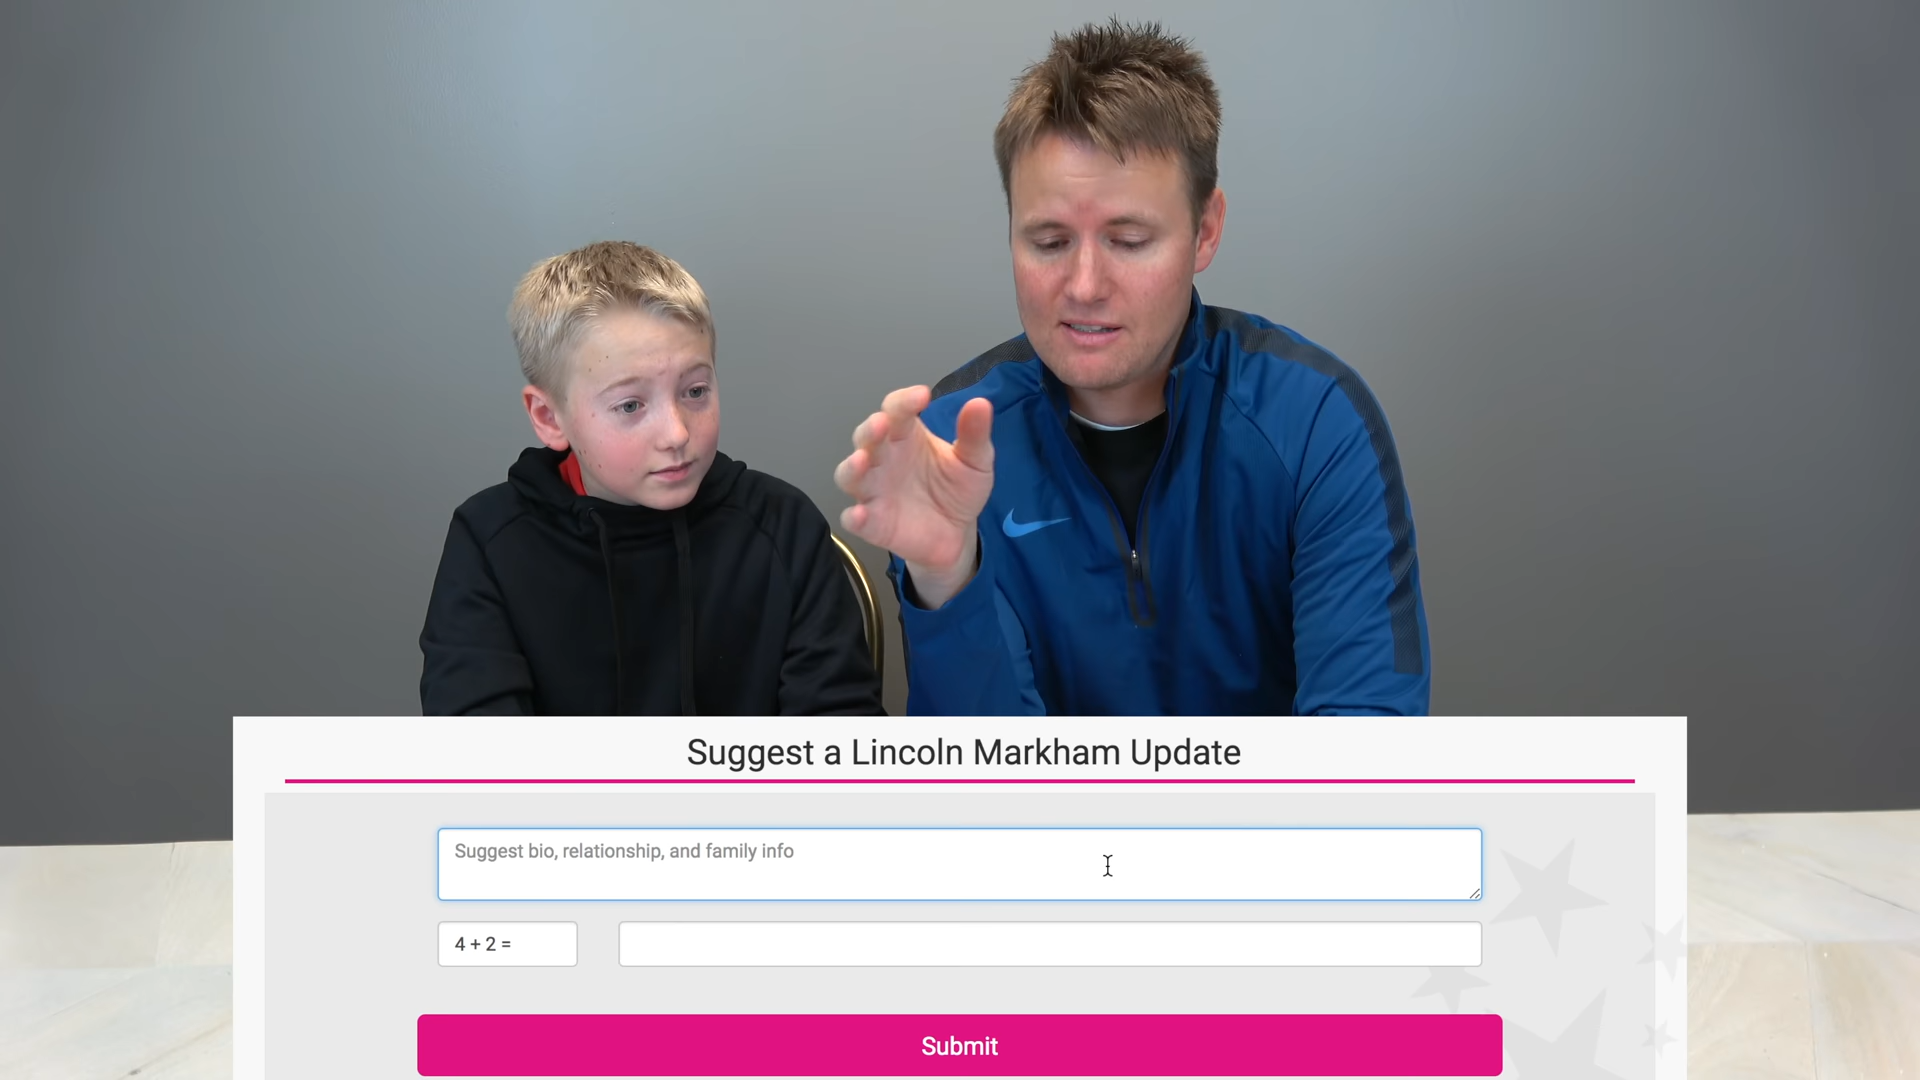 Suggest a Lincoln Markham Update
Suggest bio, relationship, and family info
4 + 2 =
Submit